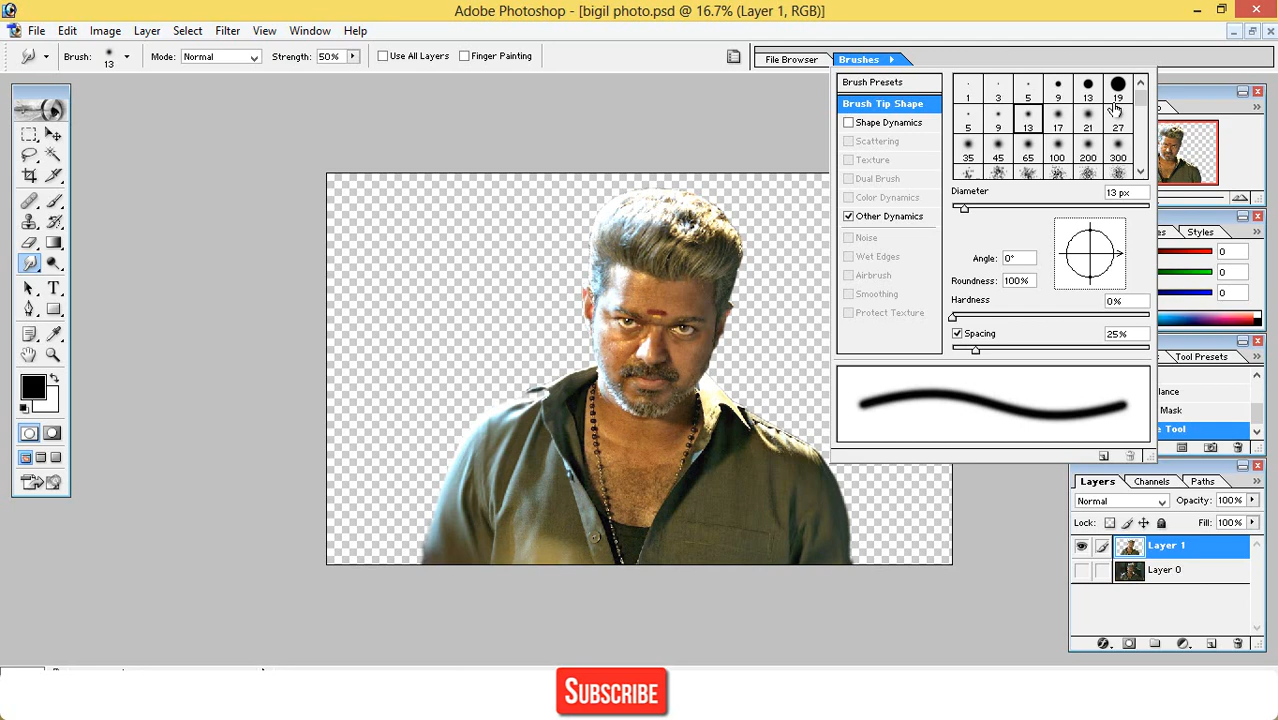 Adobe Photoshop - [bigil photo.psd @ 16.7% (Layer 1, RGB)]
File Edit Image Layer Select Filter View Window Help
Brush: 13 Mode: Normal Strength: 50% Use All Layers Finger Painting
File Browser Brushes
Brush Presets
Brush Tip Shape
Shape Dynamics
Scattering
Texture
Dual Brush
Color Dynamics
Other Dynamics
Noise
Wet Edges
Airbrush
Smoothing
Protect Texture
1 3 5 9 13 19
5 9 13 17 21 27
35 45 65 100 200 300
Diameter 13 px
Angle: 0°
Roundness: 100%
Hardness 0%
Spacing 25%
Styles
0
0
0
Tool Presets
Mask
Tool
Layers Channels Paths
Normal Opacity: 100%
Lock: Fill: 100%
Layer 1
Layer 0
SUBSCRIBE